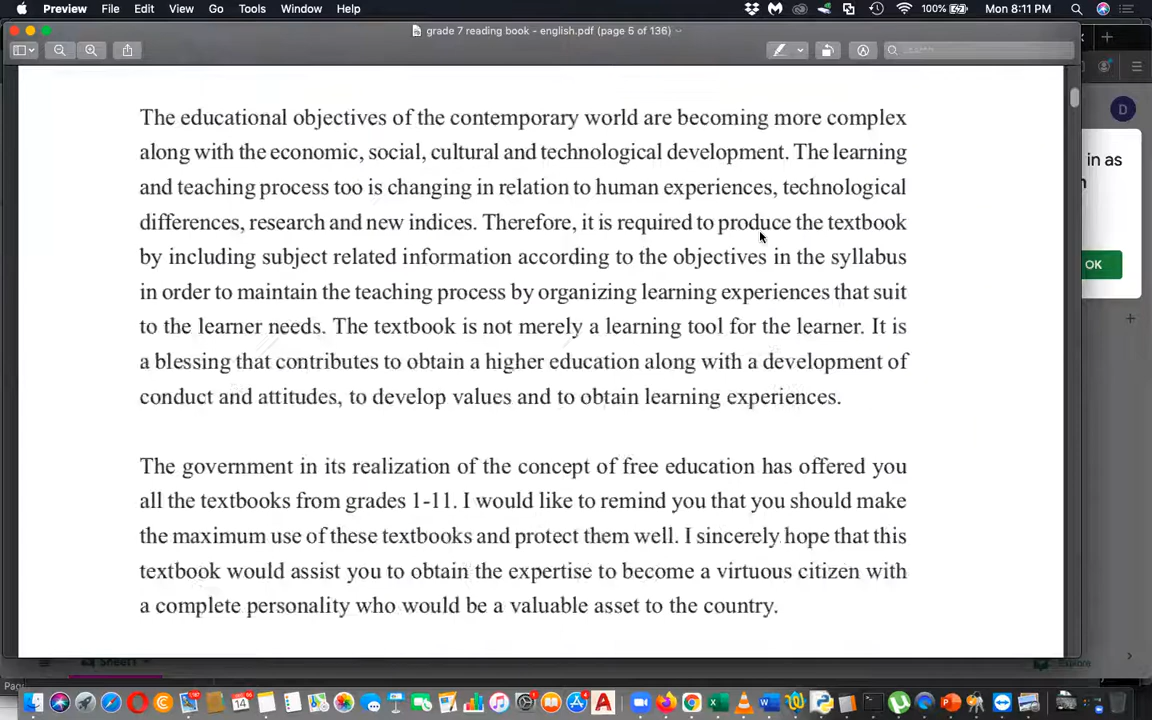 Preview File Edit View Go Tools Window Help 100% Mon 8:11 PM
grade 7 reading book - english.pdf (page 6 of 136)
Search
The educational objectives of the contemporary world are becoming more complex
along with the economic, social, cultural and technological development. The learning
and teaching process too is changing in relation to human experiences, technological
differences, research and new indices. Therefore, it is required to produce the textbook
by including subject related information according to the objectives in the syllabus
in order to maintain the teaching process by organizing learning experiences that suit
to the learner needs. The textbook is not merely a learning tool for the learner. It is
a blessing that contributes to obtain a higher education along with a development of
conduct and attitudes, to develop values and to obtain learning experiences.
The government in its realization of the concept of free education has offered you
all the textbooks from grades 1-11. I would like to remind you that you should make
the maximum use of these textbooks and protect them well. I sincerely hope that this
textbook would assist you to obtain the expertise to become a virtuous citizen with
a complete personality who would be a valuable asset to the country.
D
in as
OK
Sheet1
Explore